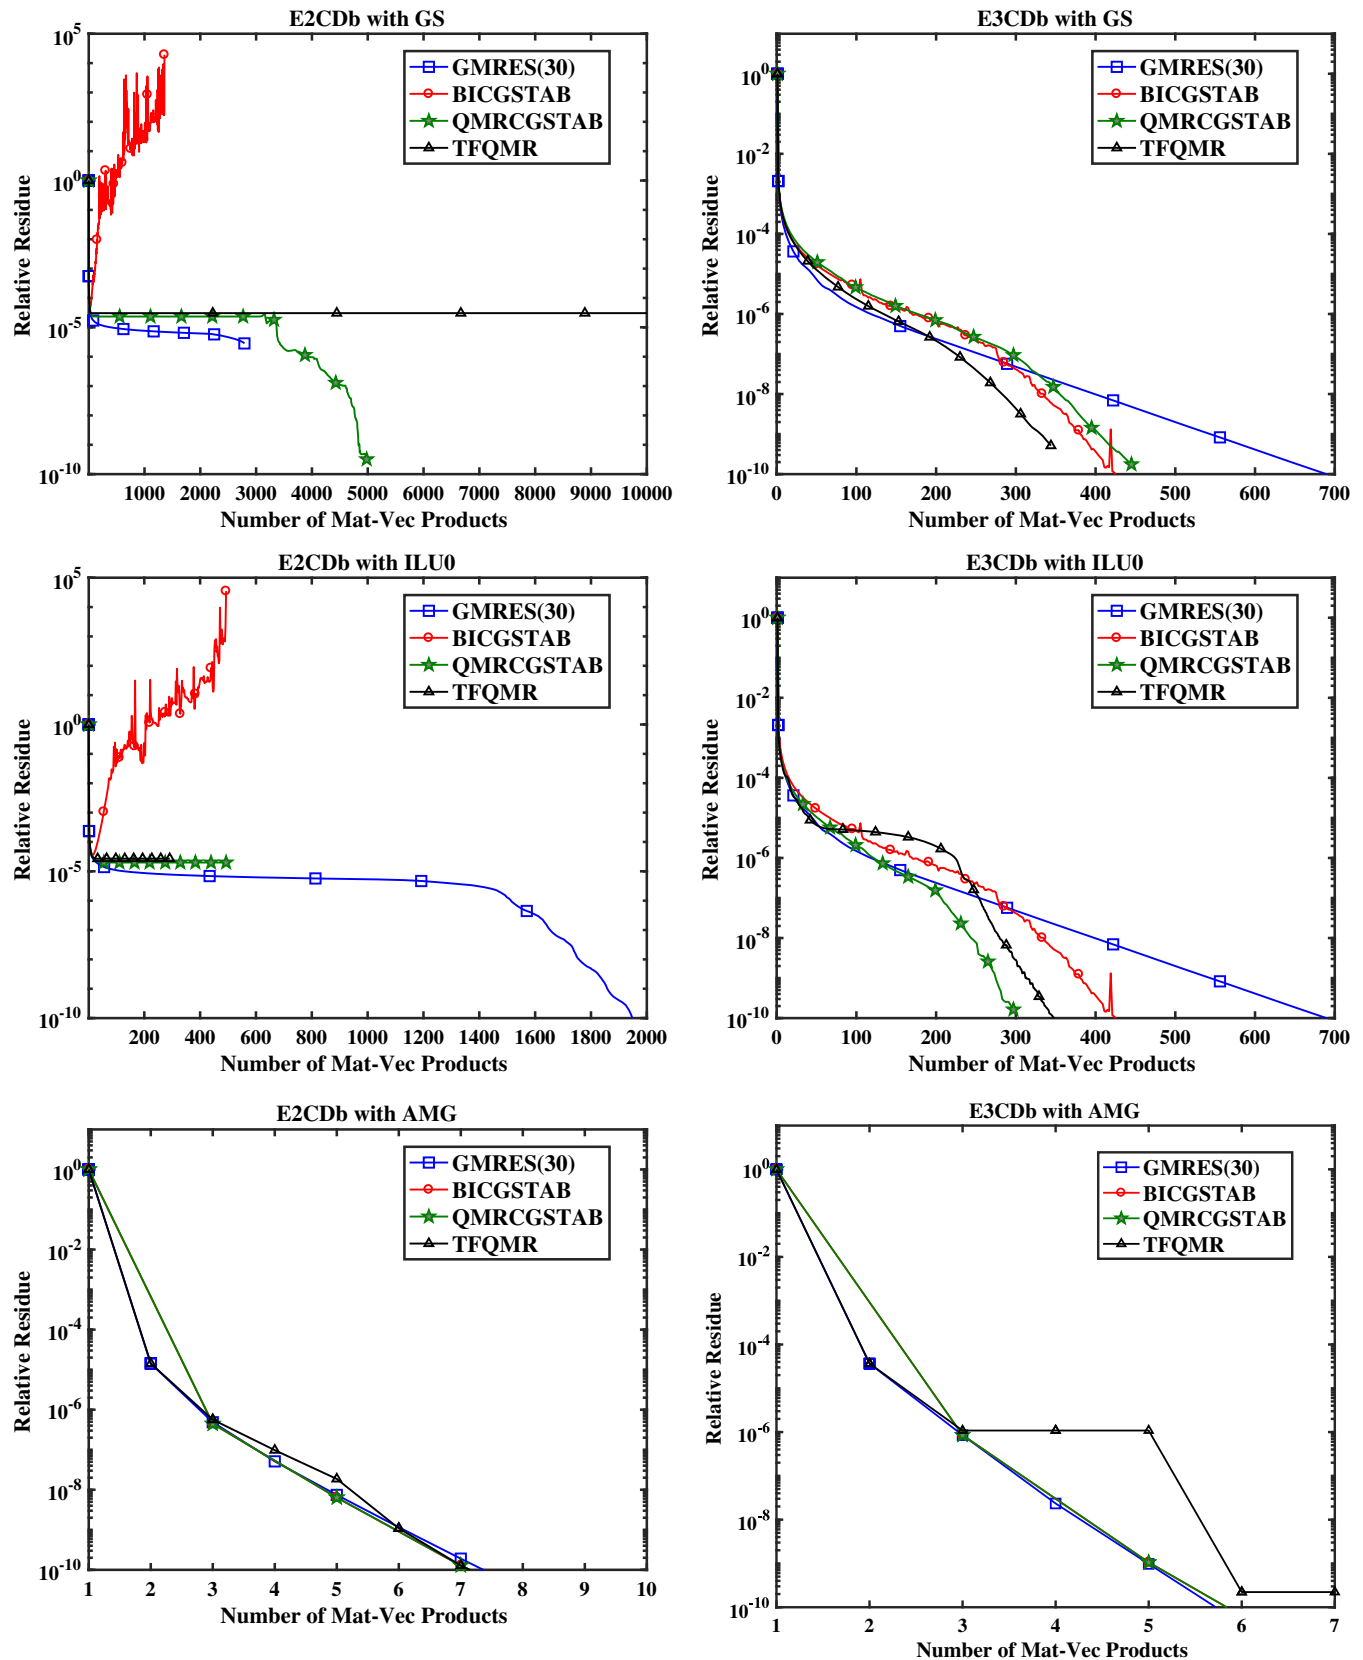 E2CDb with GS
Relative Residue
10^5
10^0
10^-5
10^-10
GMRES(30)
BICGSTAB
QMRCGSTAB
TFQMR
1000 2000 3000 4000 5000 6000 7000 8000 9000 10000
Number of Mat-Vec Products
E3CDb with GS
Relative Residue
10^0
10^-2
10^-4
10^-6
10^-8
10^-10
GMRES(30)
BICGSTAB
QMRCGSTAB
TFQMR
0 100 200 300 400 500 600 700
Number of Mat-Vec Products
E2CDb with ILU0
Relative Residue
10^5
10^0
10^-5
10^-10
GMRES(30)
BICGSTAB
QMRCGSTAB
TFQMR
200 400 600 800 1000 1200 1400 1600 1800 2000
Number of Mat-Vec Products
E3CDb with ILU0
Relative Residue
10^0
10^-2
10^-4
10^-6
10^-8
10^-10
GMRES(30)
BICGSTAB
QMRCGSTAB
TFQMR
0 100 200 300 400 500 600 700
Number of Mat-Vec Products
E2CDb with AMG
Relative Residue
10^0
10^-2
10^-4
10^-6
10^-8
10^-10
GMRES(30)
BICGSTAB
QMRCGSTAB
TFQMR
1 2 3 4 5 6 7 8 9 10
Number of Mat-Vec Products
E3CDb with AMG
Relative Residue
10^0
10^-2
10^-4
10^-6
10^-8
10^-10
GMRES(30)
BICGSTAB
QMRCGSTAB
TFQMR
1 2 3 4 5 6 7
Number of Mat-Vec Products